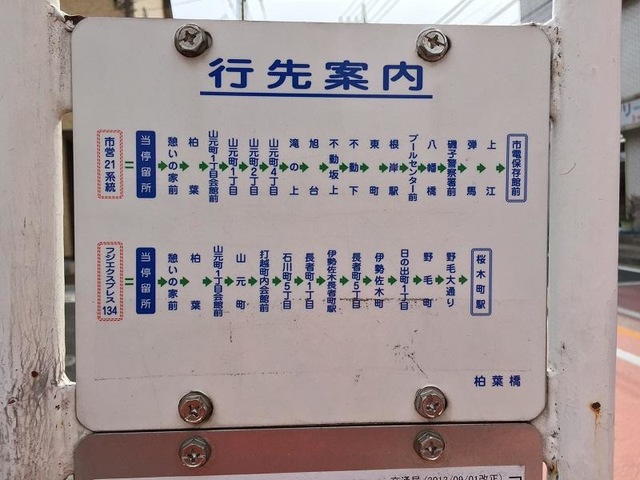 行先案内
市営21系統
当停留所
憩いの家前
柏葉
山元町1丁目会館前
山元町1丁目
山元町2丁目
山元町4丁目
滝の上
旭台
不動坂上
不動下
東町
根岸駅
プールセンター前
八幡橋
磯子警察署前
弾馬
上江
市電保存館前
フジエクスプレス134
当停留所
憩いの家前
柏葉
山元町1丁目会館前
山元町
打越町内会館前
石川町5丁目
長者町1丁目
伊勢佐木長者町駅
長者町5丁目
伊勢佐木町
日の出町1丁目
野毛町
野毛大通り
桜木町駅
柏葉橋